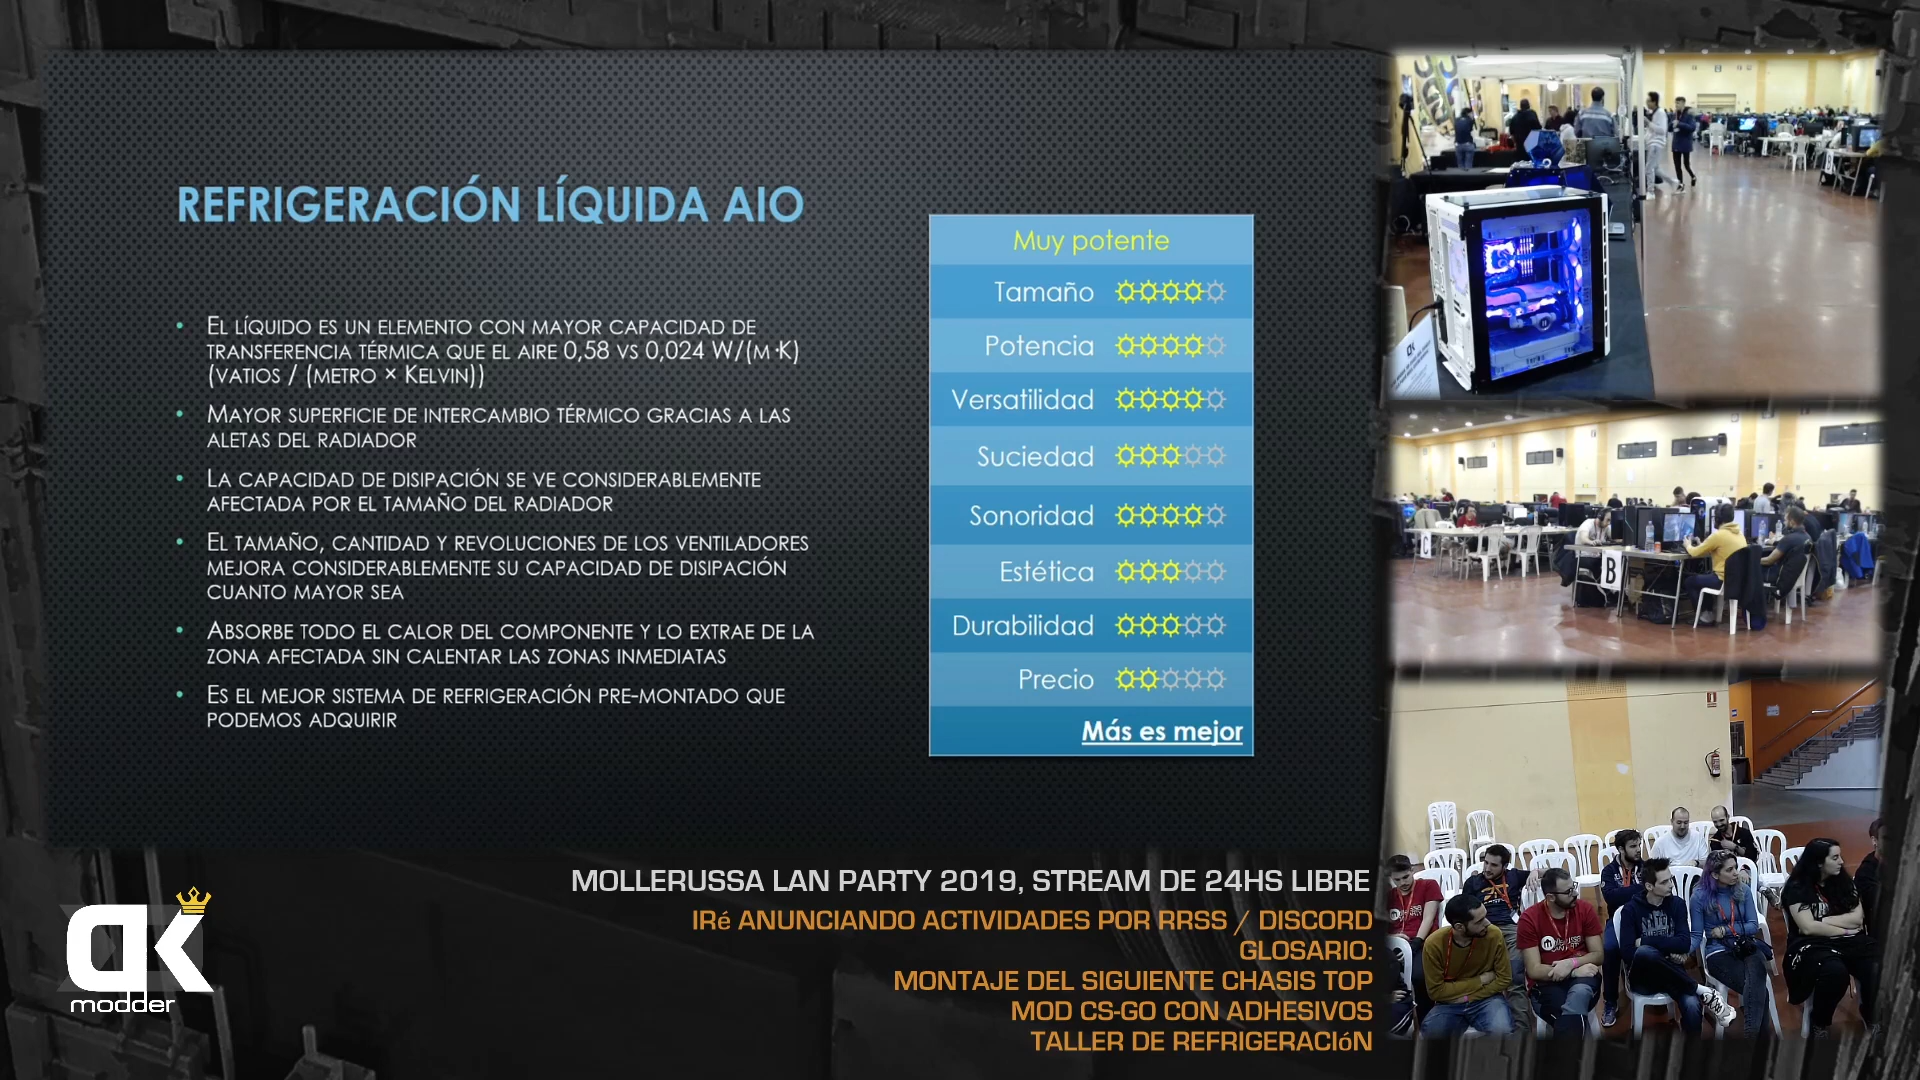 REFRIGERACIÓN LÍQUIDA AIO
• EL LÍQUIDO ES UN ELEMENTO CON MAYOR CAPACIDAD DE
TRANSFERENCIA TÉRMICA QUE EL AIRE 0,58 VS 0,024 W/(M·K)
(VATIOS / (METRO × KELVIN))
• MAYOR SUPERFICIE DE INTERCAMBIO TÉRMICO GRACIAS A LAS
ALETAS DEL RADIADOR
• LA CAPACIDAD DE DISIPACIÓN SE VE CONSIDERABLEMENTE
AFECTADA POR EL TAMAÑO DEL RADIADOR
• EL TAMAÑO, CANTIDAD Y REVOLUCIONES DE LOS VENTILADORES
MEJORA CONSIDERABLEMENTE SU CAPACIDAD DE DISIPACIÓN
CUANTO MAYOR SEA
• ABSORBE TODO EL CALOR DEL COMPONENTE Y LO EXTRAE DE LA
ZONA AFECTADA SIN CALENTAR LAS ZONAS INMEDIATAS
• ES EL MEJOR SISTEMA DE REFRIGERACIÓN PRE-MONTADO QUE
PODEMOS ADQUIRIR
Muy potente
Tamaño
Potencia
Versatilidad
Suciedad
Sonoridad
Estética
Durabilidad
Precio
Más es mejor
C
B
MOLLERUSSA LAN PARTY 2019, STREAM DE 24HS LIBRE
IRé ANUNCIANDO ACTIVIDADES POR RRSS / DISCORD
GLOSARIO:
MONTAJE DEL SIGUIENTE CHASIS TOP
MOD CS-GO CON ADHESIVOS
TALLER DE REFRIGERACIóN
DK
modder